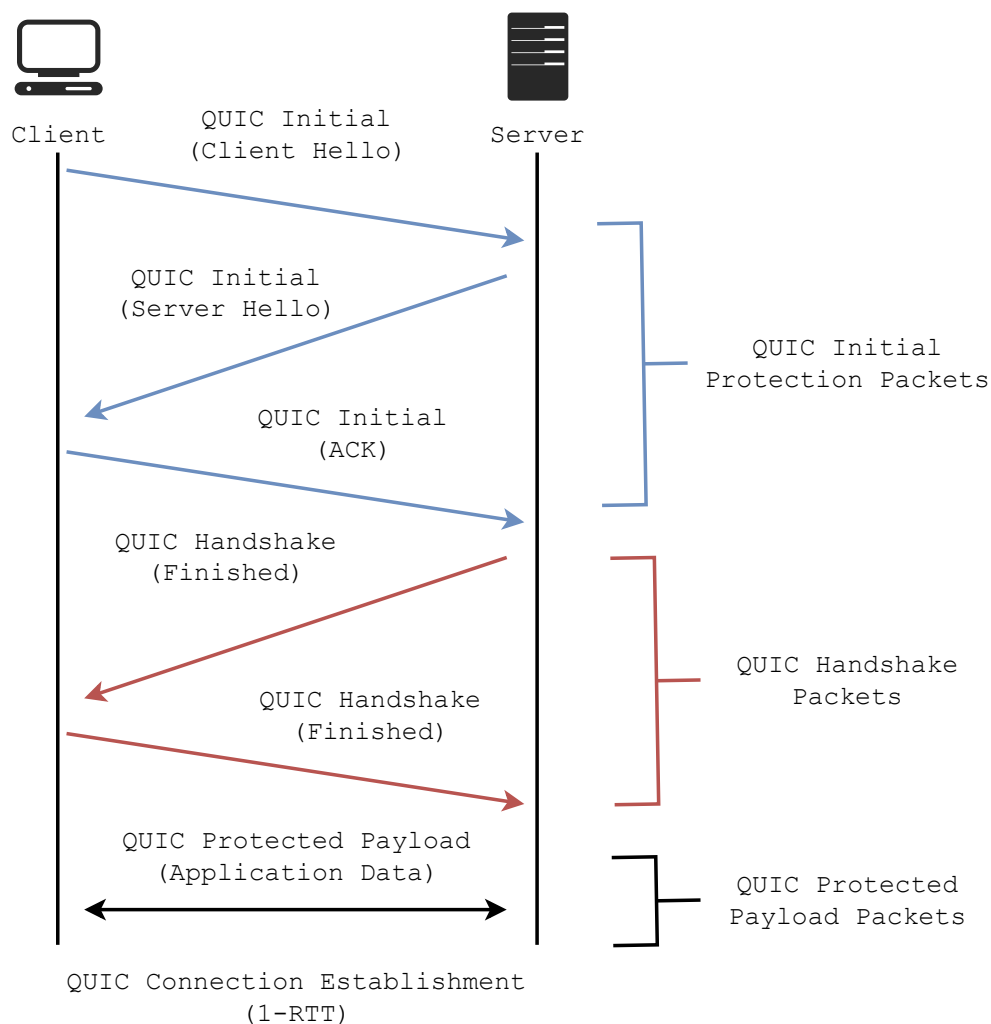 Client
Server
QUIC Initial
(Client Hello)
QUIC Initial
(Server Hello)
QUIC Initial
Protection Packets
QUIC Initial
(ACK)
QUIC Handshake
(Finished)
QUIC Handshake
Packets
QUIC Handshake
(Finished)
QUIC Protected Payload
(Application Data)
QUIC Protected
Payload Packets
QUIC Connection Establishment
(1-RTT)